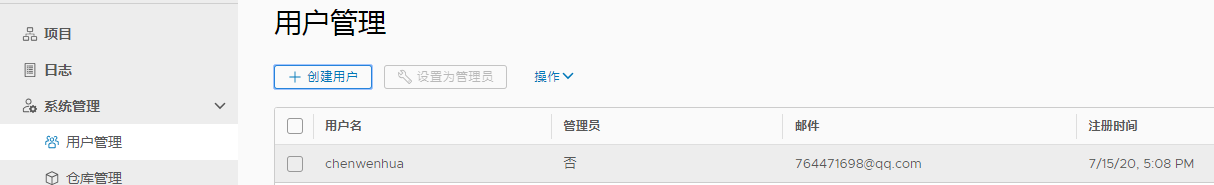 用户管理
项目
日志
创建用户 设置为管理员 操作
系统管理
用户名 管理员 邮件 注册时间
用户管理
chenwenhua 否 764471698@qq.com 7/15/20, 5:08 PM
仓库管理